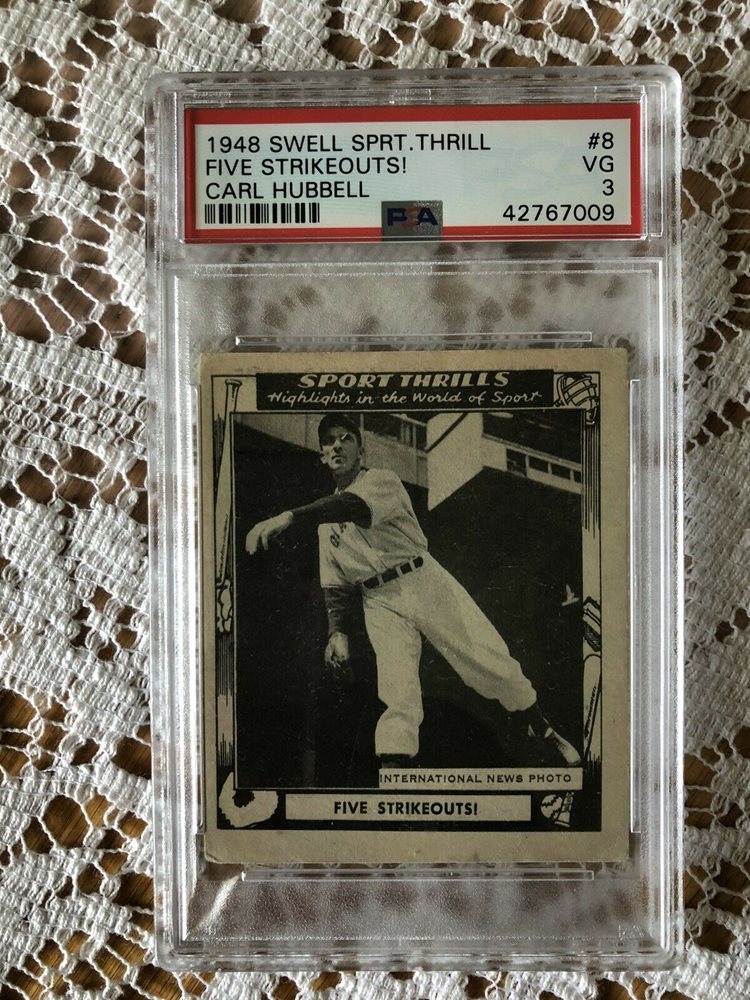 1948 SWELL SPRT.THRILL #8
FIVE STRIKEOUTS! VG
CARL HUBBELL 3
PSA 42767009
SPORT THRILLS
Highlights in the World of Sport
INTERNATIONAL NEWS PHOTO
FIVE STRIKEOUTS!